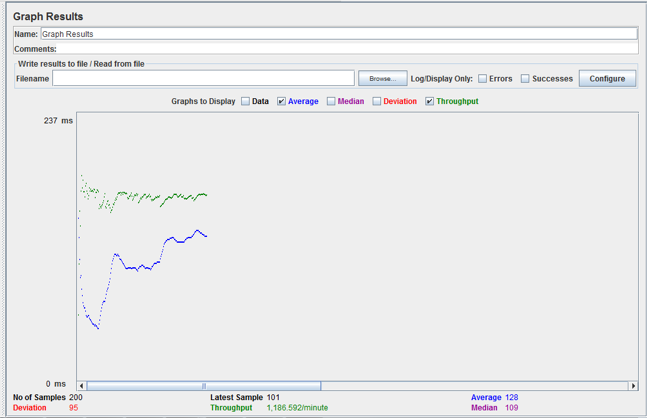 Graph Results
Name: Graph Results
Comments:
Write results to file / Read from file
Filename Browse... Log/Display Only: Errors Successes Configure
Graphs to Display Data Average Median Deviation Throughput
237 ms
0 ms
No of Samples 200 Latest Sample 101 Average 128
Deviation 95 Throughput 1,186.592/minute Median 109